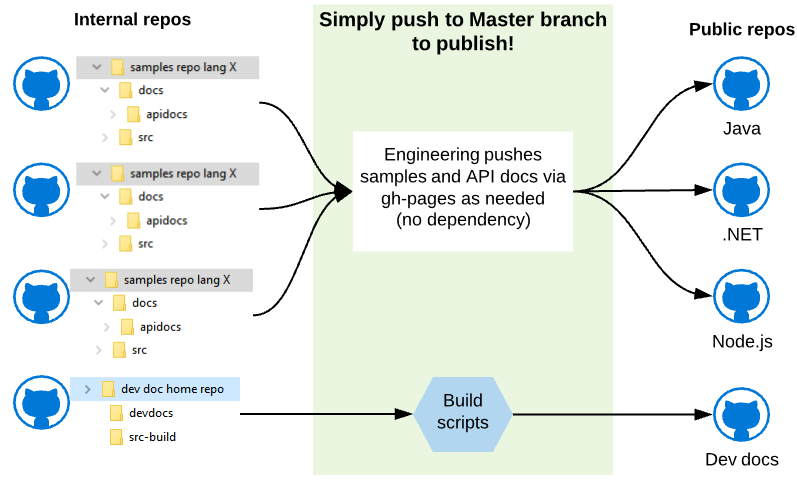 Internal repos
Simply push to Master branch
to publish!
Public repos
samples repo lang X
docs
apidocs
src
samples repo lang X
docs
apidocs
src
samples repo lang X
docs
apidocs
src
dev doc home repo
devdocs
src-build
Engineering pushes
samples and API docs via
gh-pages as needed
(no dependency)
Build
scripts
Java
.NET
Node.js
Dev docs